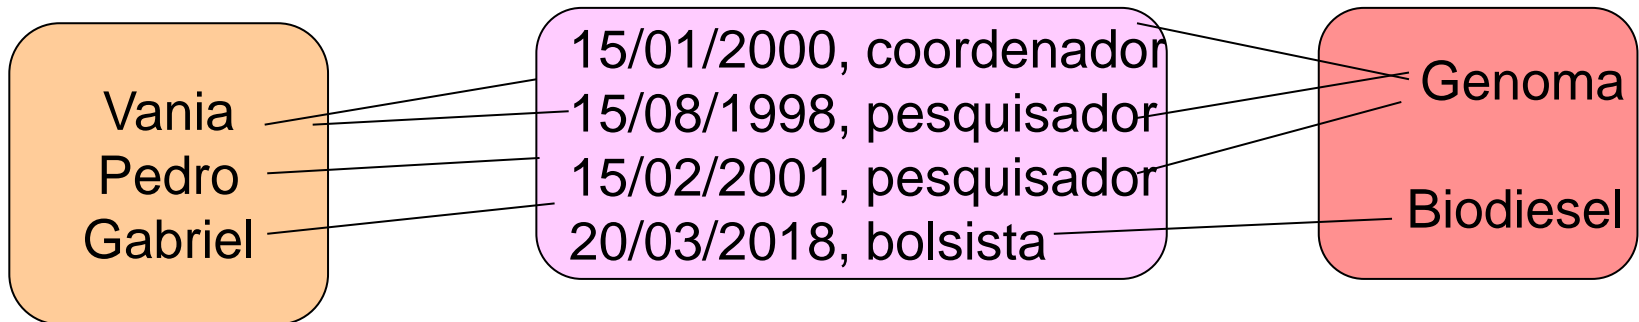 Vania
Pedro
Gabriel
15/01/2000, coordenador
15/08/1998, pesquisador
15/02/2001, pesquisador
20/03/2018, bolsista
Genoma
Biodiesel